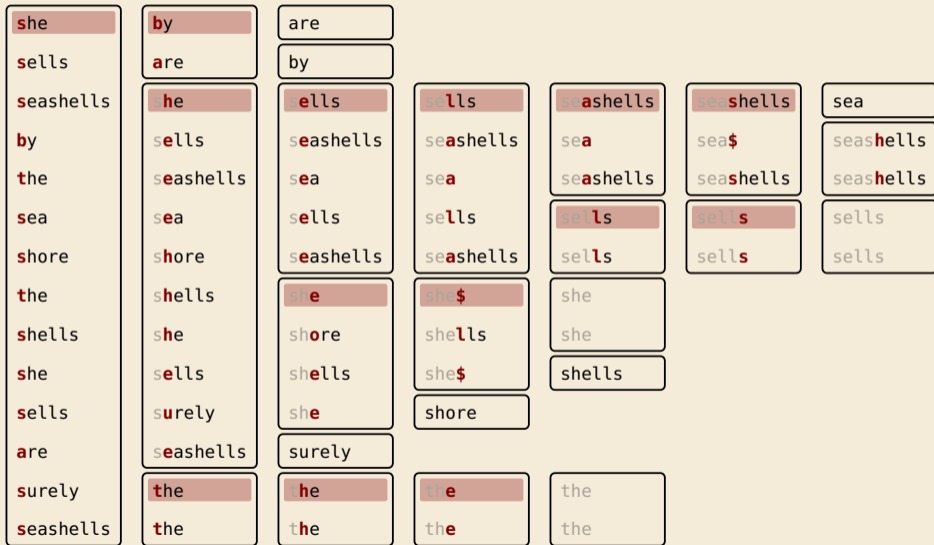 she by are
sells are by
seashells she sells sells seashells seashells sea
by sells seashells seashells sea sea$ seashells
the seashells sea sea seashells seashells seashells
sea sea sells sells sells sells sells
shore shore seashells seashells sells sells sells
the shells she she$ she
shells she shore shells she
she sells shells she$ shells
sells surely she shore
are seashells surely
surely the the the the
seashells the the the the